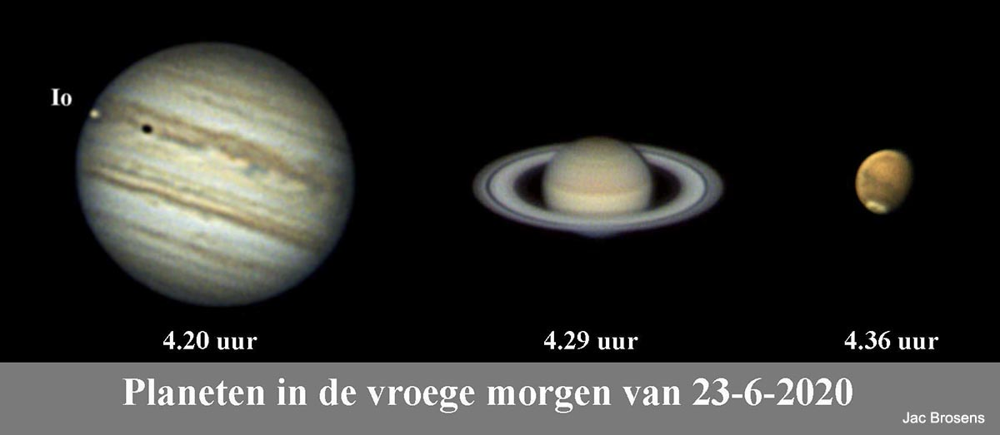 Io
4.20 uur
4.29 uur
4.36 uur
Planeten in de vroege morgen van 23-6-2020
Jac Brosens